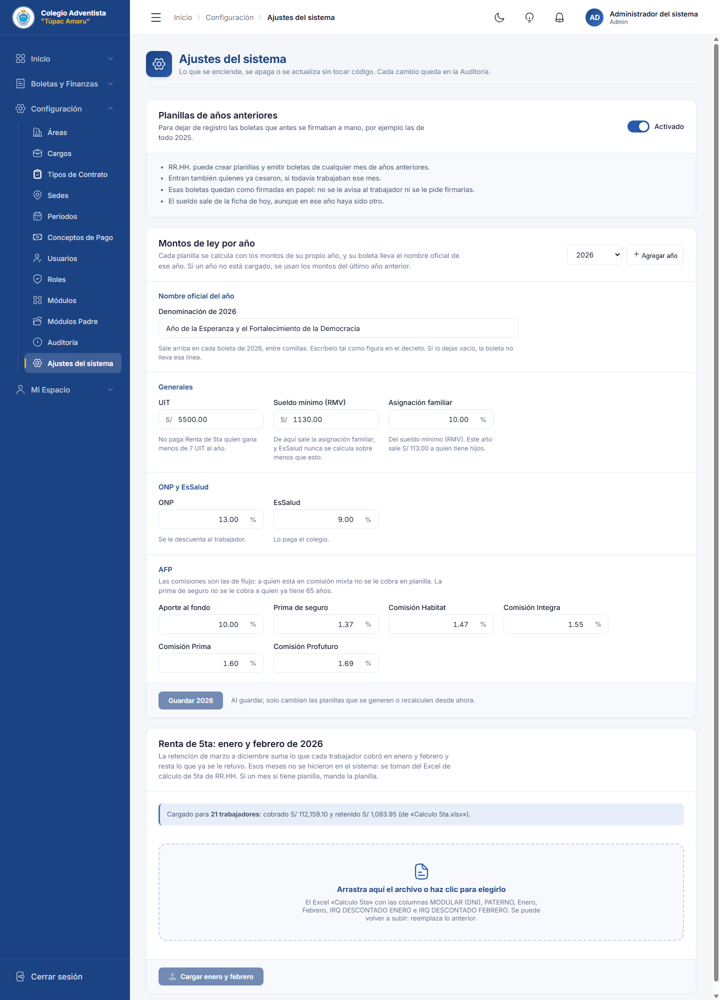 Colegio Adventista
"Túpac Amaru"
Inicio
Boletas y Finanzas
Configuración
Áreas
Cargos
Tipos de Contrato
Sedes
Periodos
Conceptos de Pago
Usuarios
Roles
Módulos
Módulos Padre
Auditoría
Ajustes del sistema
Mi Espacio
Cerrar sesión
Inicio > Configuración > Ajustes del sistema
AD
Administrador del sistema
Admin
Ajustes del sistema
Lo que se enciende, se apaga o se actualiza sin tocar código. Cada cambio queda en la Auditoría.
Planillas de años anteriores
Para dejar de registro las boletas que antes se firmaban a mano, por ejemplo las de
todo 2025.
Activado
• RR.HH. puede crear planillas y emitir boletas de cualquier mes de años anteriores.
• Entran también quienes ya cesaron, si todavía trabajaban ese mes.
• Esas boletas quedan como firmadas en papel: no se le avisa al trabajador ni se le pide firmarlas.
• El sueldo sale de la ficha de hoy, aunque en ese año haya sido otro.
Montos de ley por año
Cada planilla se calcula con los montos de su propio año, y su boleta lleva el nombre oficial de
ese año. Si un año no está cargado, se usan los montos del último año anterior.
2026
+ Agregar año
Nombre oficial del año
Denominación de 2026
Año de la Esperanza y el Fortalecimiento de la Democracia
Sale arriba en cada boleta de 2026, entre comillas. Escríbelo tal como figura en el decreto. Si lo dejas vacío, la boleta no
lleva esa línea.
Generales
UIT
S/ 5500.00
No paga Renta de 5ta quien gana
menos de 7 UIT al año.
Sueldo mínimo (RMV)
S/ 1130.00
De aquí sale la asignación familiar,
y EsSalud nunca se calcula sobre
menos que esto.
Asignación familiar
10.00 %
Del sueldo mínimo (RMV). Este año
sale S/ 113.00 a quien tiene hijos.
ONP y EsSalud
ONP
13.00 %
Se le descuenta al trabajador.
EsSalud
9.00 %
Lo paga el colegio.
AFP
Las comisiones son las de flujo: a quien está en comisión mixta no se le cobra en planilla. La
prima de seguro no se le cobra a quien ya tiene 65 años.
Aporte al fondo
10.00 %
Prima de seguro
1.37 %
Comisión Habitat
1.47 %
Comisión Integra
1.55 %
Comisión Prima
1.60 %
Comisión Profuturo
1.69 %
Guardar 2026
Al guardar, solo cambian las planillas que se generen o recalculen desde ahora.
Renta de 5ta: enero y febrero de 2026
La retención de marzo a diciembre suma lo que cada trabajador cobró en enero y febrero y
resta lo que ya se le retuvo. Esos meses no se hicieron en el sistema: se toman del Excel de
cálculo de 5ta de RR.HH. Si un mes sí tiene planilla, manda la planilla.
Cargado para 21 trabajadores: cobrado S/ 112,159.10 y retenido S/ 1,093.95 (de «Calculo 5ta.xlsx»).
Arrastra aquí el archivo o haz clic para elegirlo
El Excel «Calculo 5ta» con las columnas MODULAR (DNI), PATERNO, Enero,
Febrero, IRQ DESCONTADO ENERO e IRQ DESCONTADO FEBRERO. Se puede
volver a subir: reemplaza lo anterior.
Cargar enero y febrero